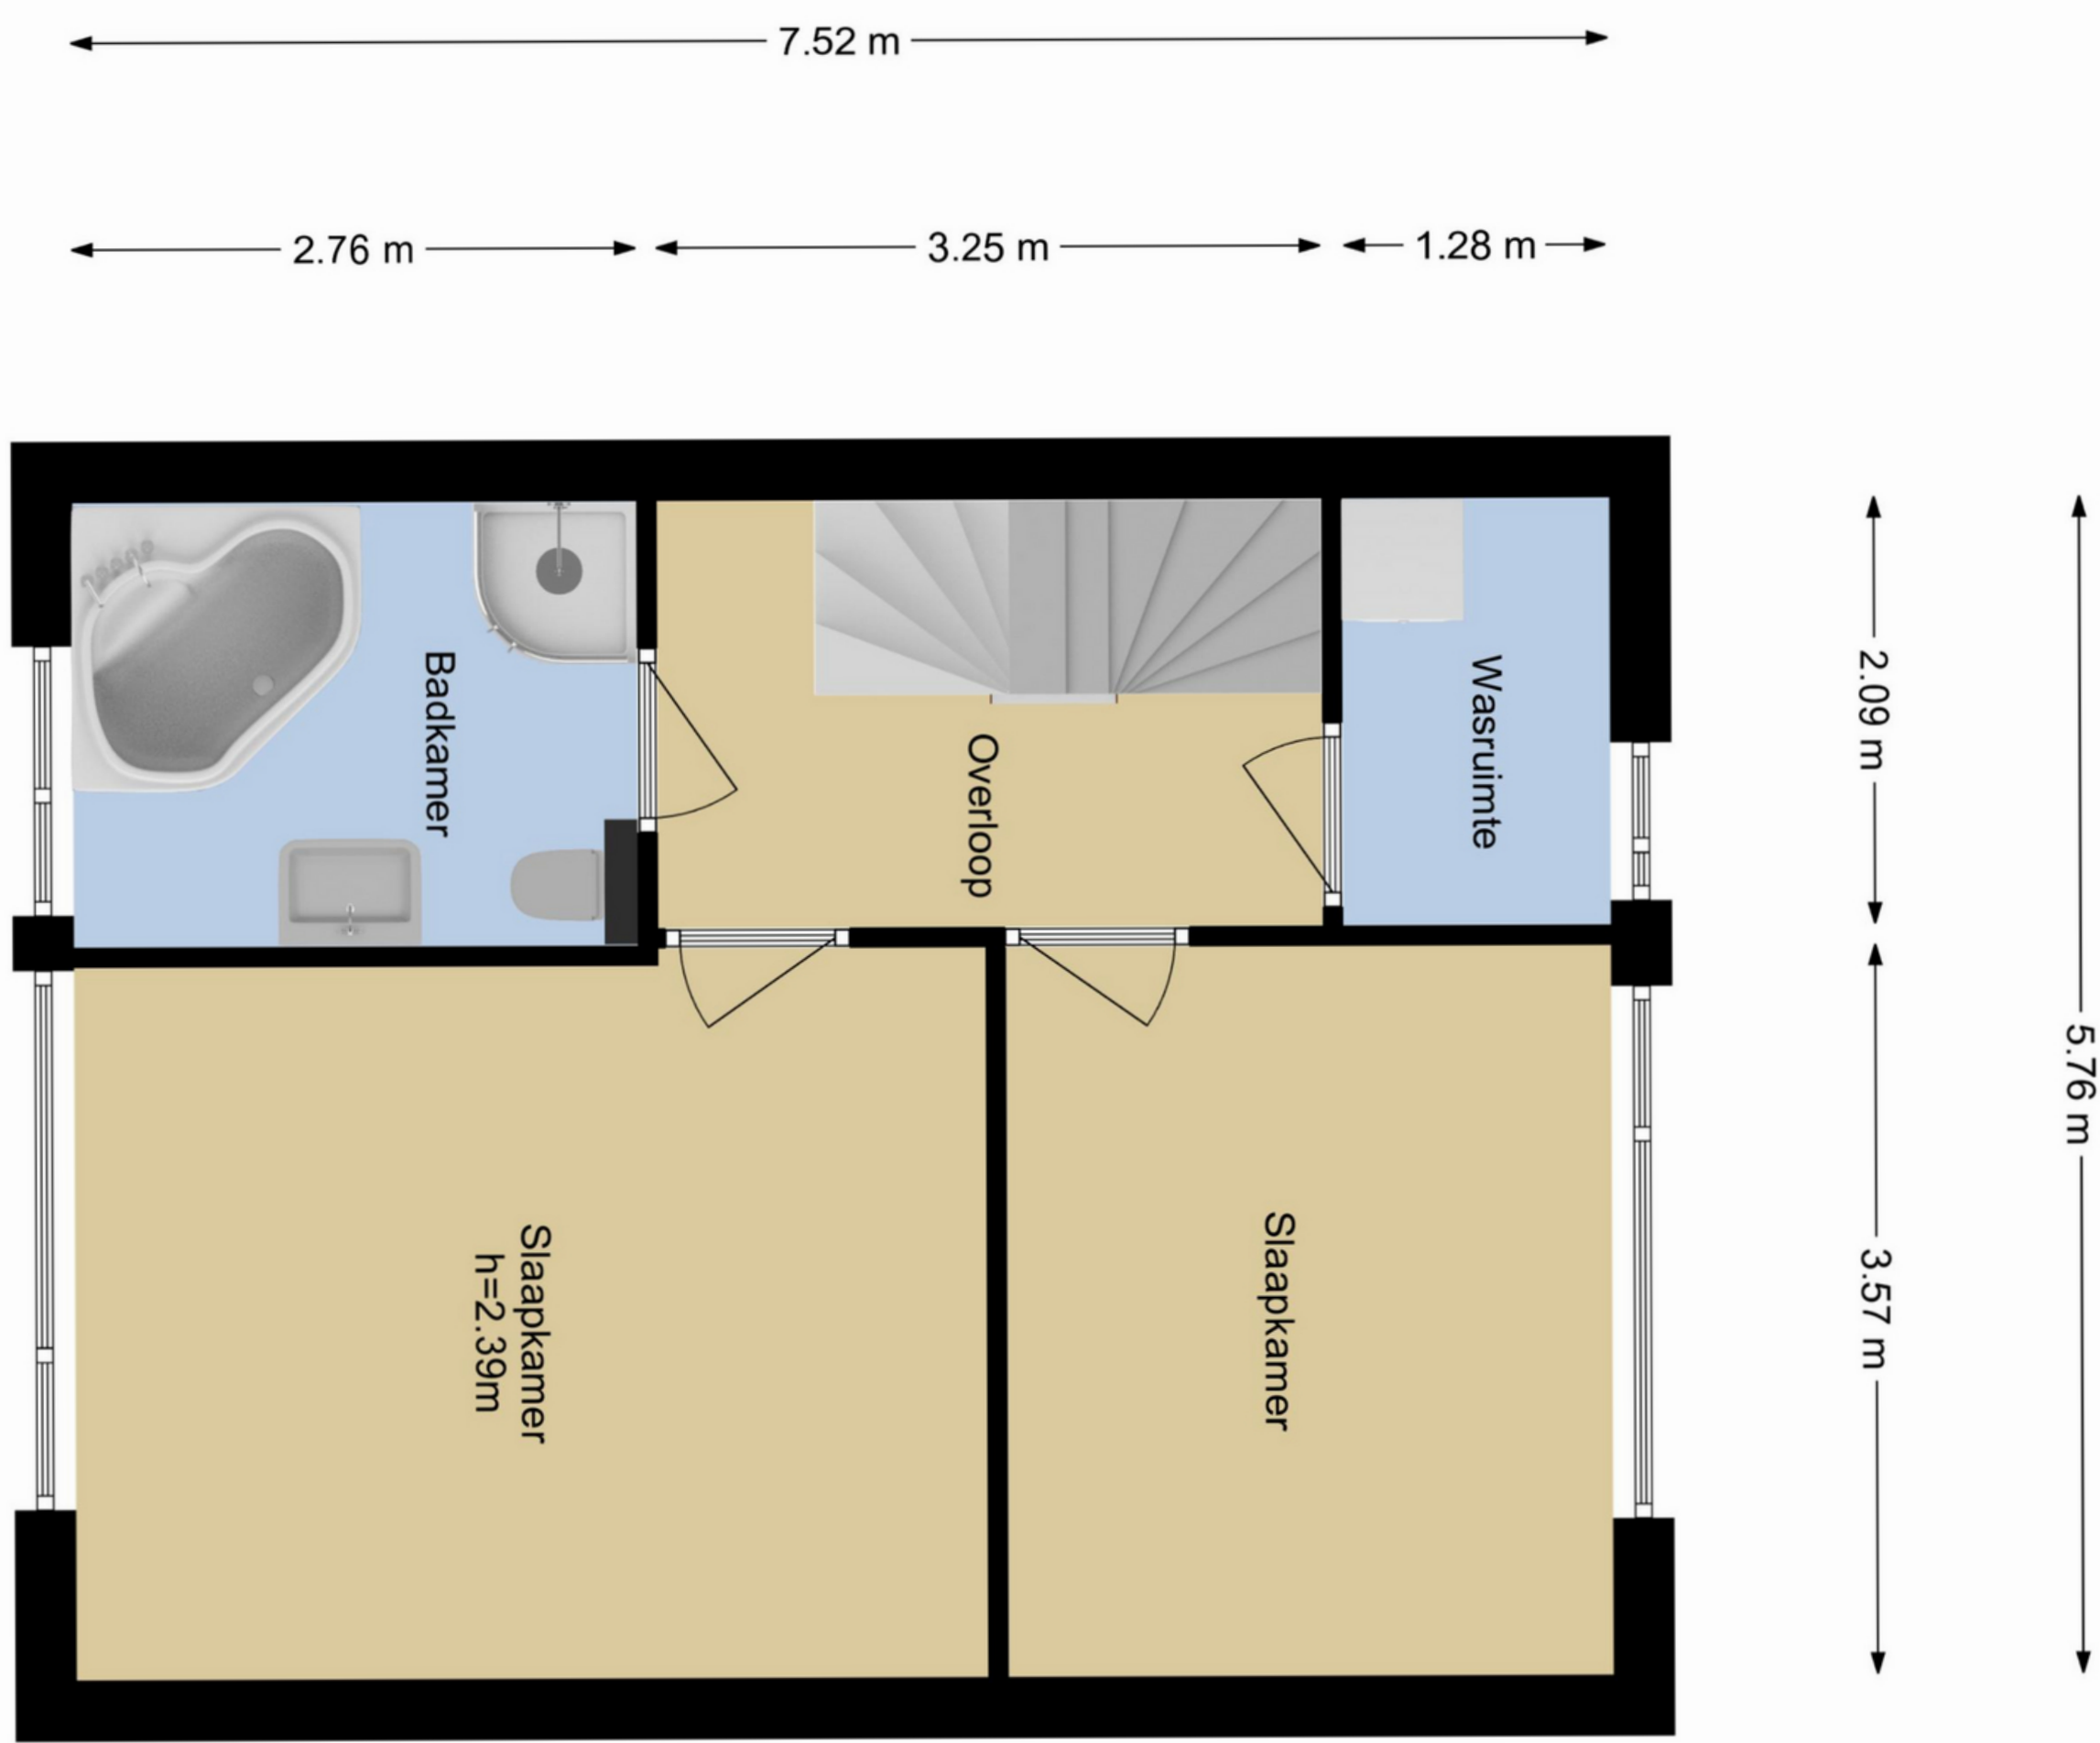 7.52 m
2.76 m
3.25 m
1.28 m
Badkamer
Overloop
Wasruimte
2.09 m
5.76 m
Slaapkamer
h=2.39m
Slaapkamer
3.57 m